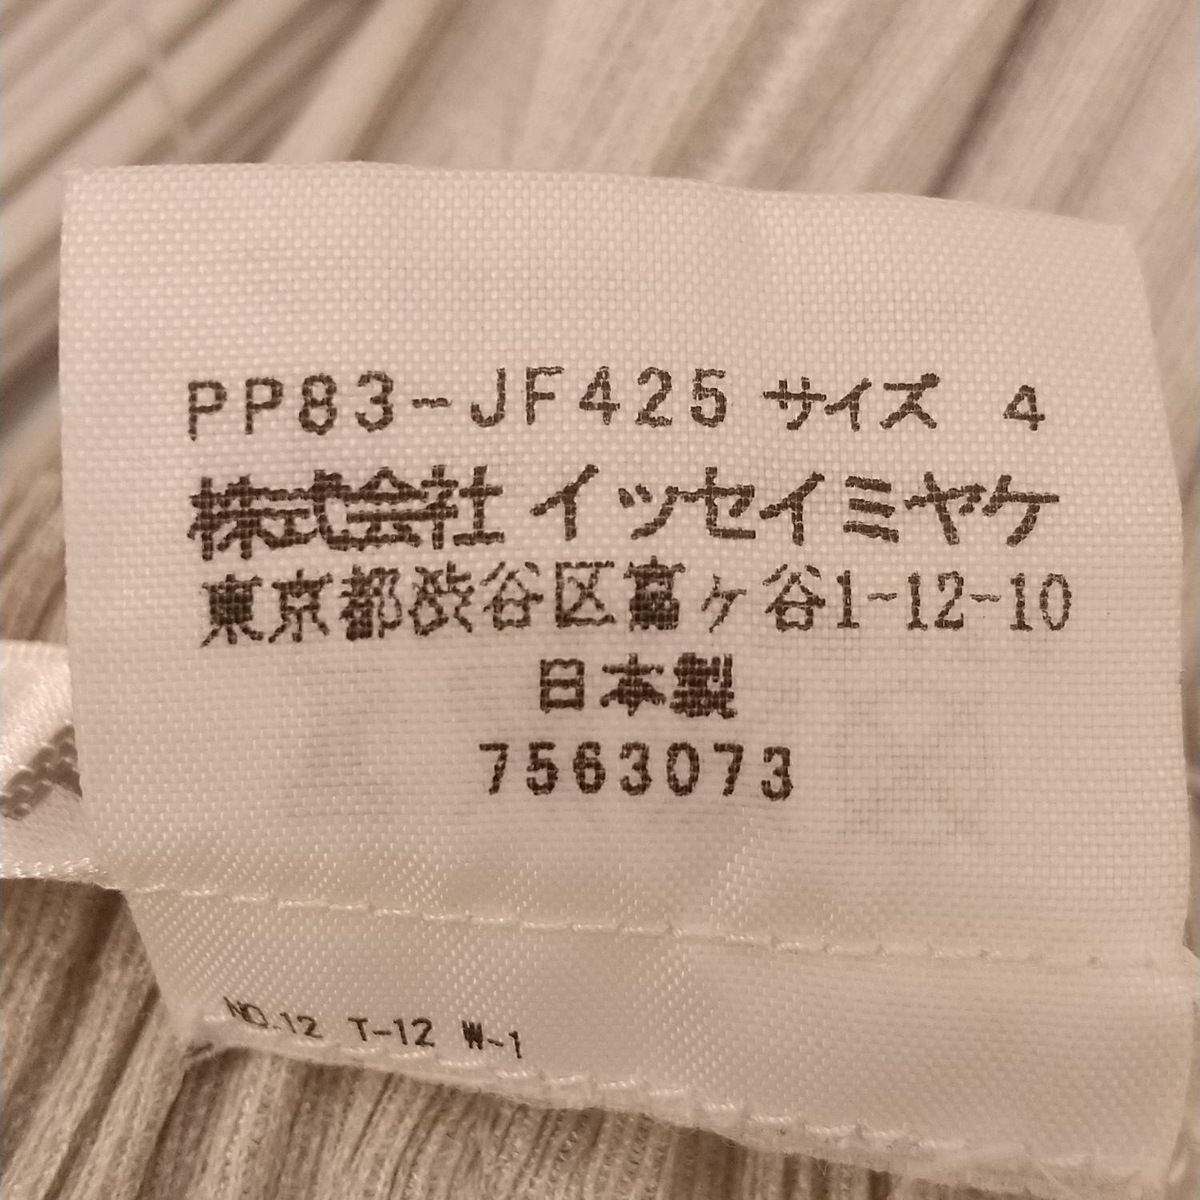 PP83-JF425 サイズ 4
株式会社 イッセイミヤケ
東京都渋谷区富ヶ谷1-12-10
日本製
7563073
NO.12 T-12 W-1